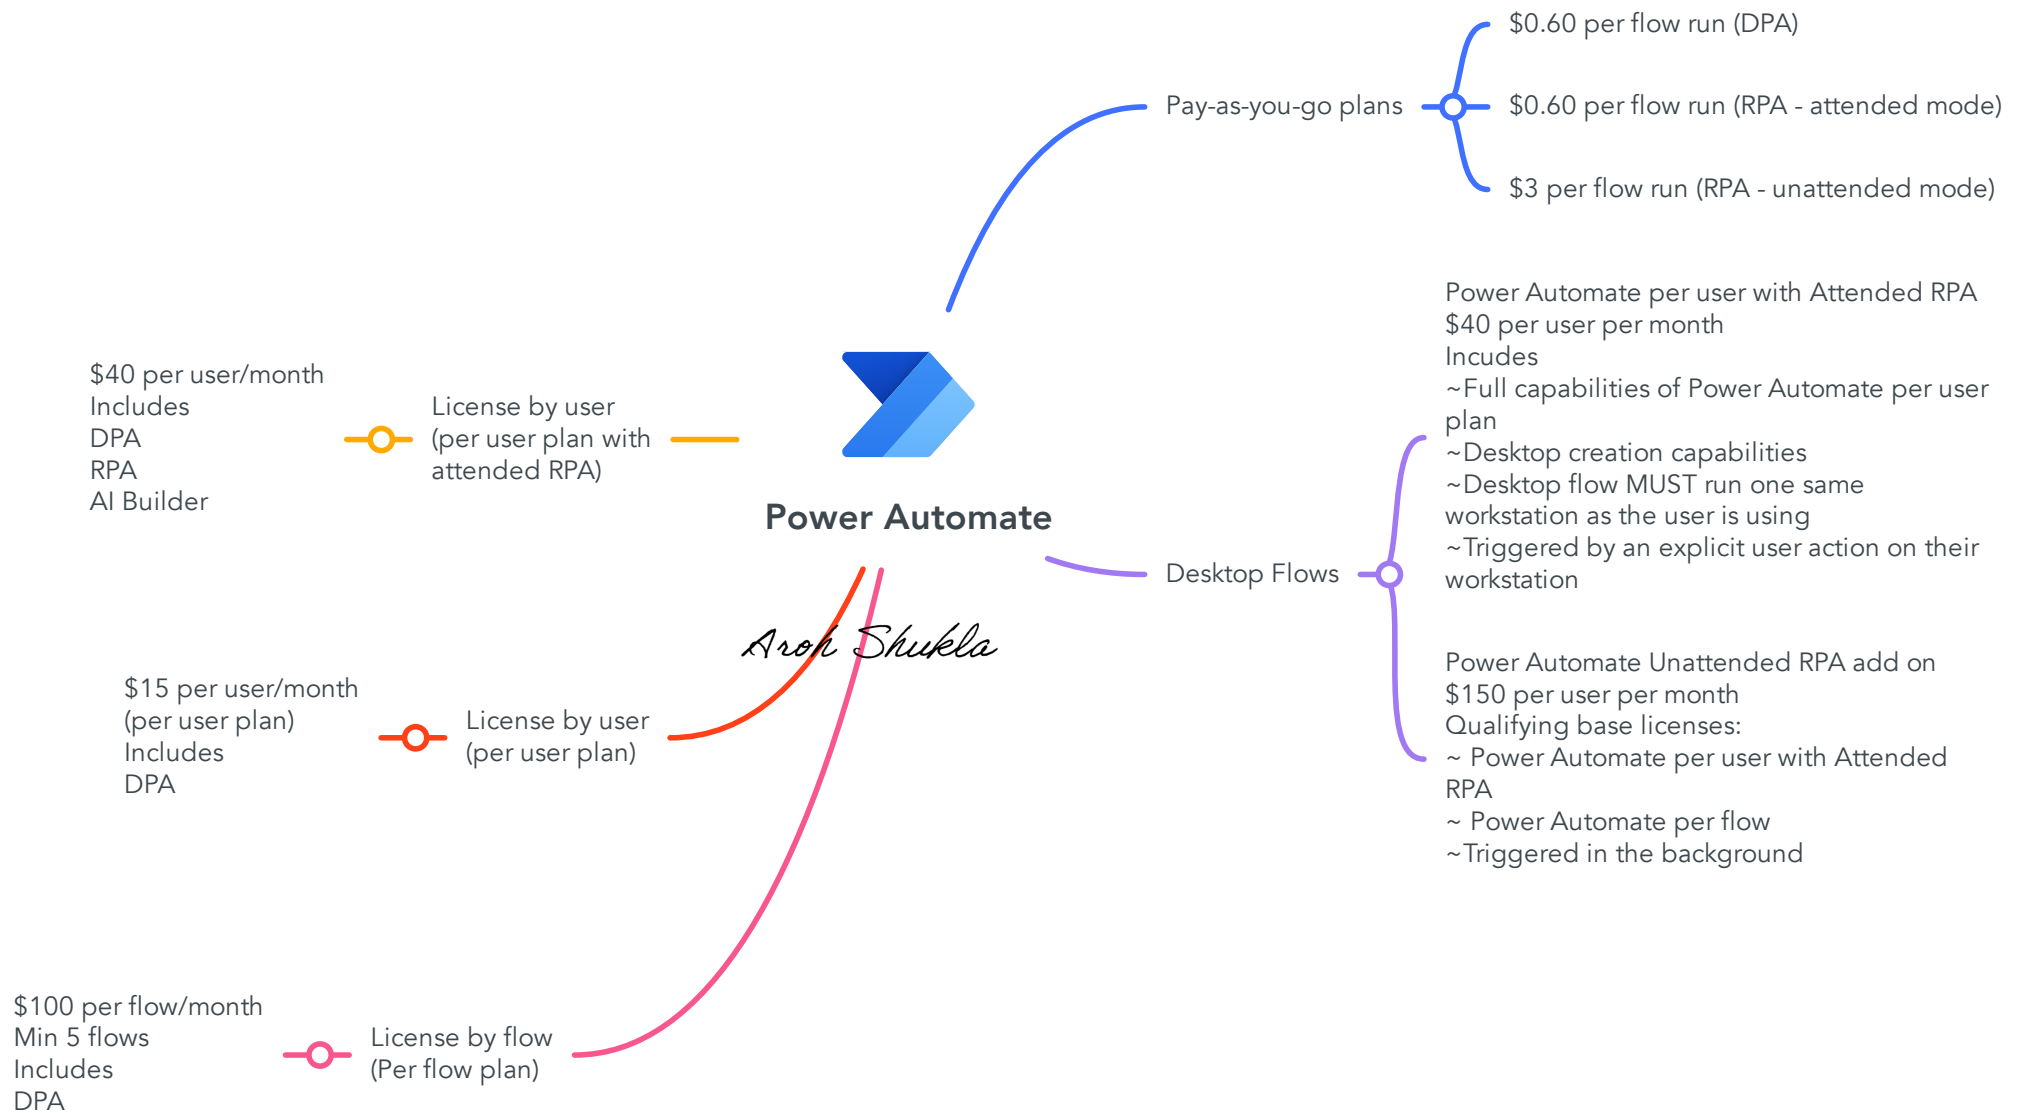 $0.60 per flow run (DPA)
Pay-as-you-go plans
$0.60 per flow run (RPA - attended mode)
$3 per flow run (RPA - unattended mode)
Power Automate per user with Attended RPA
$40 per user per month
Incudes
~Full capabilities of Power Automate per user
plan
~Desktop creation capabilities
~Desktop flow MUST run one same
workstation as the user is using
~Triggered by an explicit user action on their
workstation
Desktop Flows
Power Automate Unattended RPA add on
$150 per user per month
Qualifying base licenses:
~ Power Automate per user with Attended
RPA
~ Power Automate per flow
~Triggered in the background
$40 per user/month
Includes
DPA
RPA
AI Builder
License by user
(per user plan with
attended RPA)
Power Automate
Aroh Shukla
$15 per user/month
(per user plan)
Includes
DPA
License by user
(per user plan)
$100 per flow/month
Min 5 flows
Includes
DPA
License by flow
(Per flow plan)